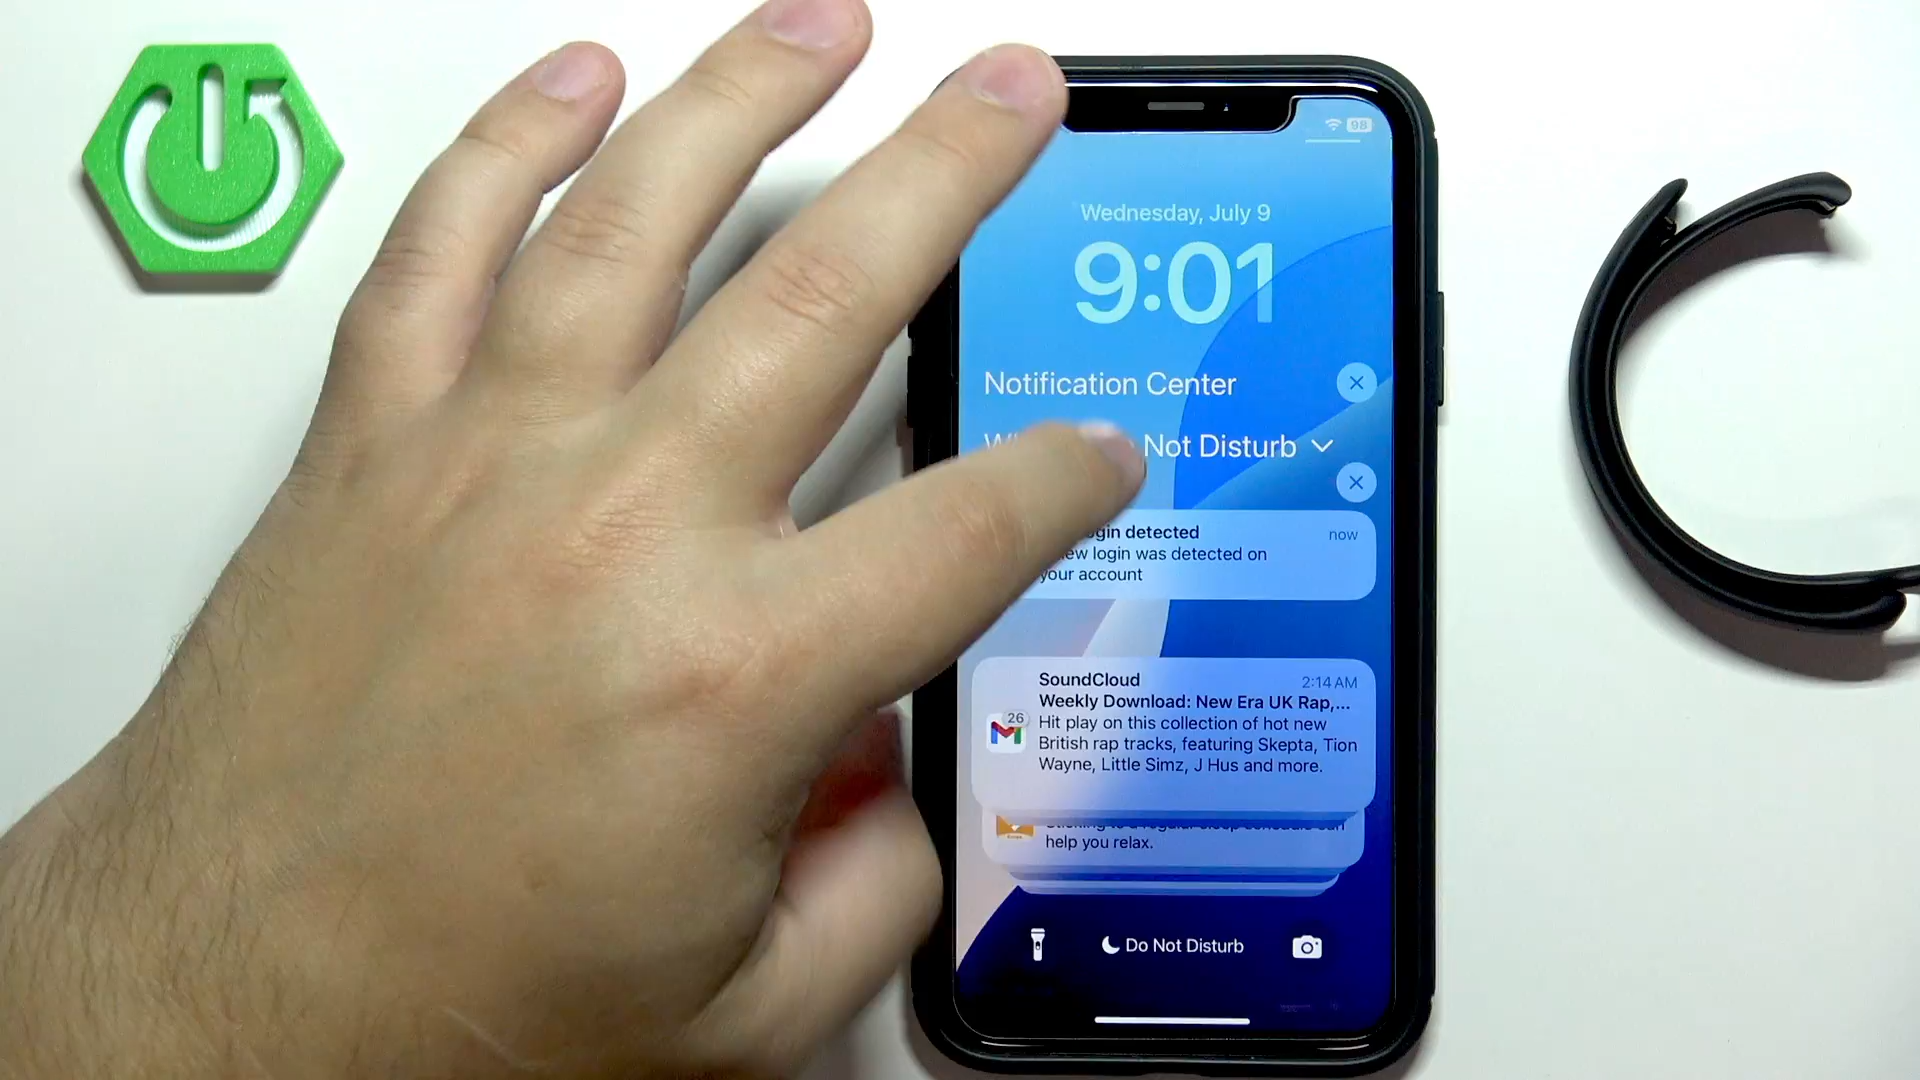 98
Wednesday, July 9
9:01
Notification Center
Not Disturb
detected
now
login was detected on
your account
SoundCloud
2:14 AM
Weekly Download: New Era UK Rap,...
26
Hit play on this collection of hot new
British rap tracks, featuring Skepta, Tion
Wayne, Little Simz, J Hus and more.
help you relax.
Do Not Disturb